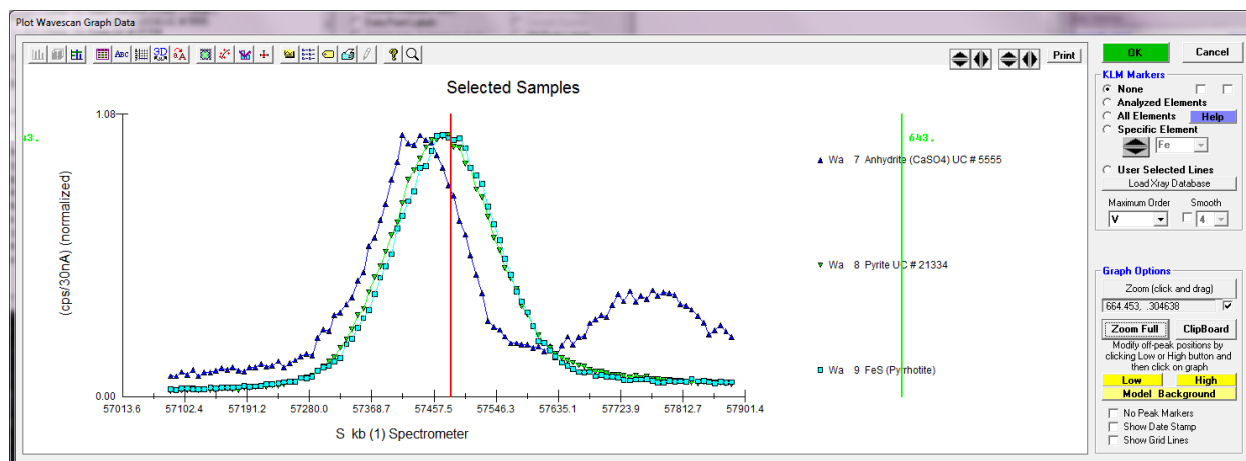 Plot Wavescan Graph Data
Print
OK
Cancel
Selected Samples
1.08
0.00
(cps/30nA) (normalized)
57013.6 57102.4 57191.2 57280.0 57368.7 57457.5 57546.3 57635.1 57723.9 57812.7 57901.4
S kb (1) Spectrometer
43.
643.
Wa 7 Anhydrite (CaSO4) UC # 5555
Wa 8 Pyrite UC # 21334
Wa 9 FeS (Pyrrhotite)
KLM Markers
None
Analyzed Elements
All Elements
Help
Specific Element
Fe
User Selected Lines
Load Xray Database
Maximum Order
Smooth
V
4
Graph Options
Zoom (click and drag)
664.453, .304638
Zoom Full
ClipBoard
Modify off-peak positions by
clicking Low or High button and
then click on graph
Low
High
Model Background
No Peak Markers
Show Date Stamp
Show Grid Lines